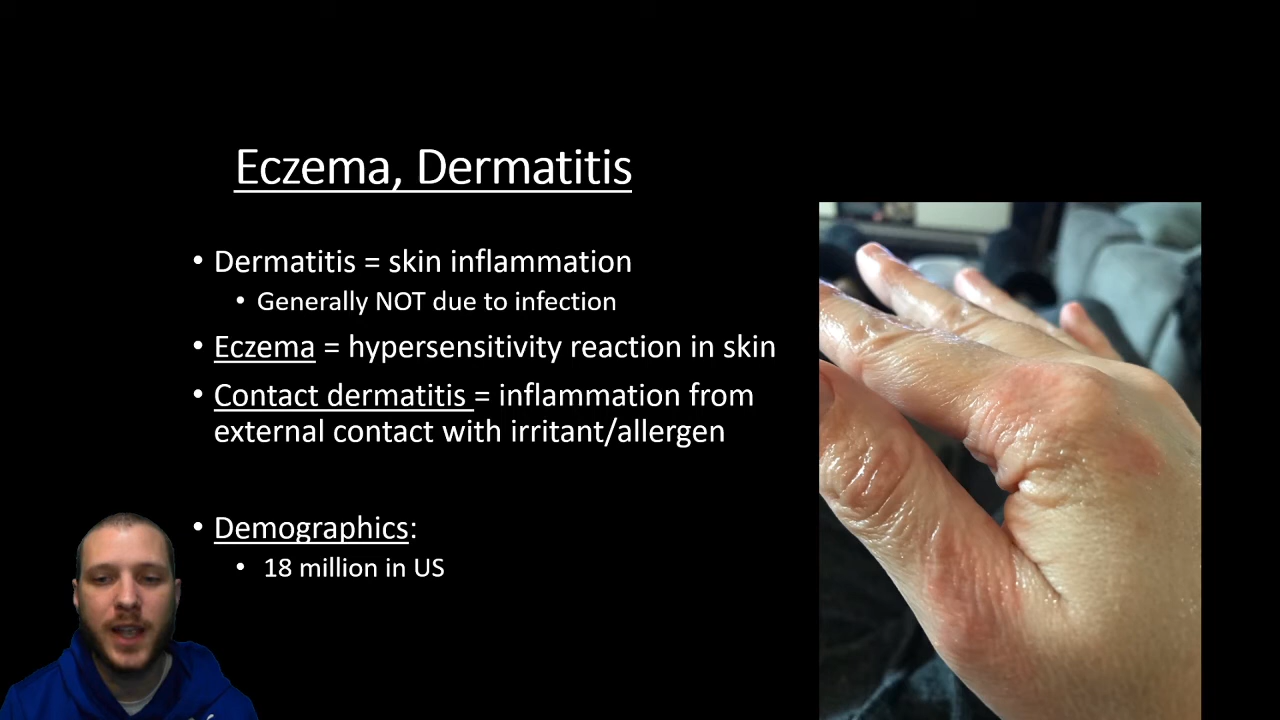 Eczema, Dermatitis
• Dermatitis = skin inflammation
• Generally NOT due to infection
• Eczema = hypersensitivity reaction in skin
• Contact dermatitis = inflammation from
external contact with irritant/allergen
• Demographics:
• 18 million in US